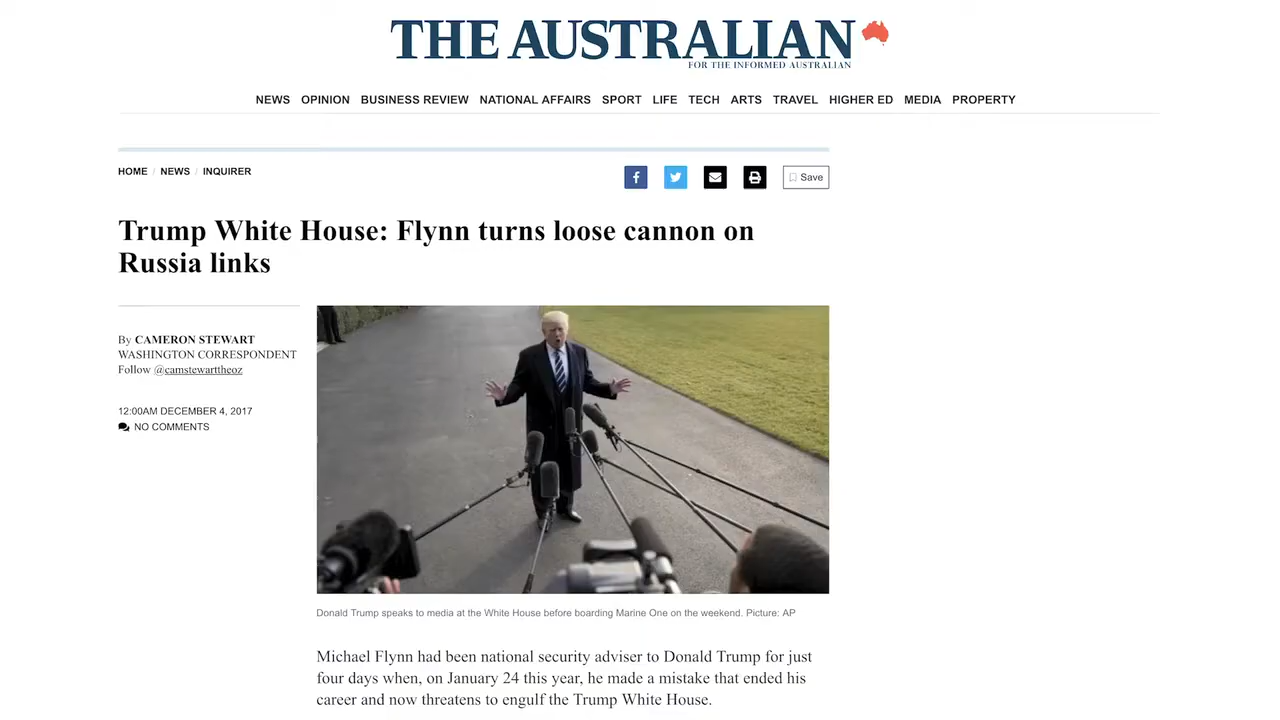 THE AUSTRALIAN
FOR THE INFORMED AUSTRALIAN
NEWS OPINION BUSINESS REVIEW NATIONAL AFFAIRS SPORT LIFE TECH ARTS TRAVEL HIGHER ED MEDIA PROPERTY
HOME / NEWS / INQUIRER
Save
Trump White House: Flynn turns loose cannon on
Russia links
By CAMERON STEWART
WASHINGTON CORRESPONDENT
Follow @camstewarttheoz
12:00AM DECEMBER 4, 2017
NO COMMENTS
Donald Trump speaks to media at the White House before boarding Marine One on the weekend. Picture: AP
Michael Flynn had been national security adviser to Donald Trump for just
four days when, on January 24 this year, he made a mistake that ended his
career and now threatens to engulf the Trump White House.